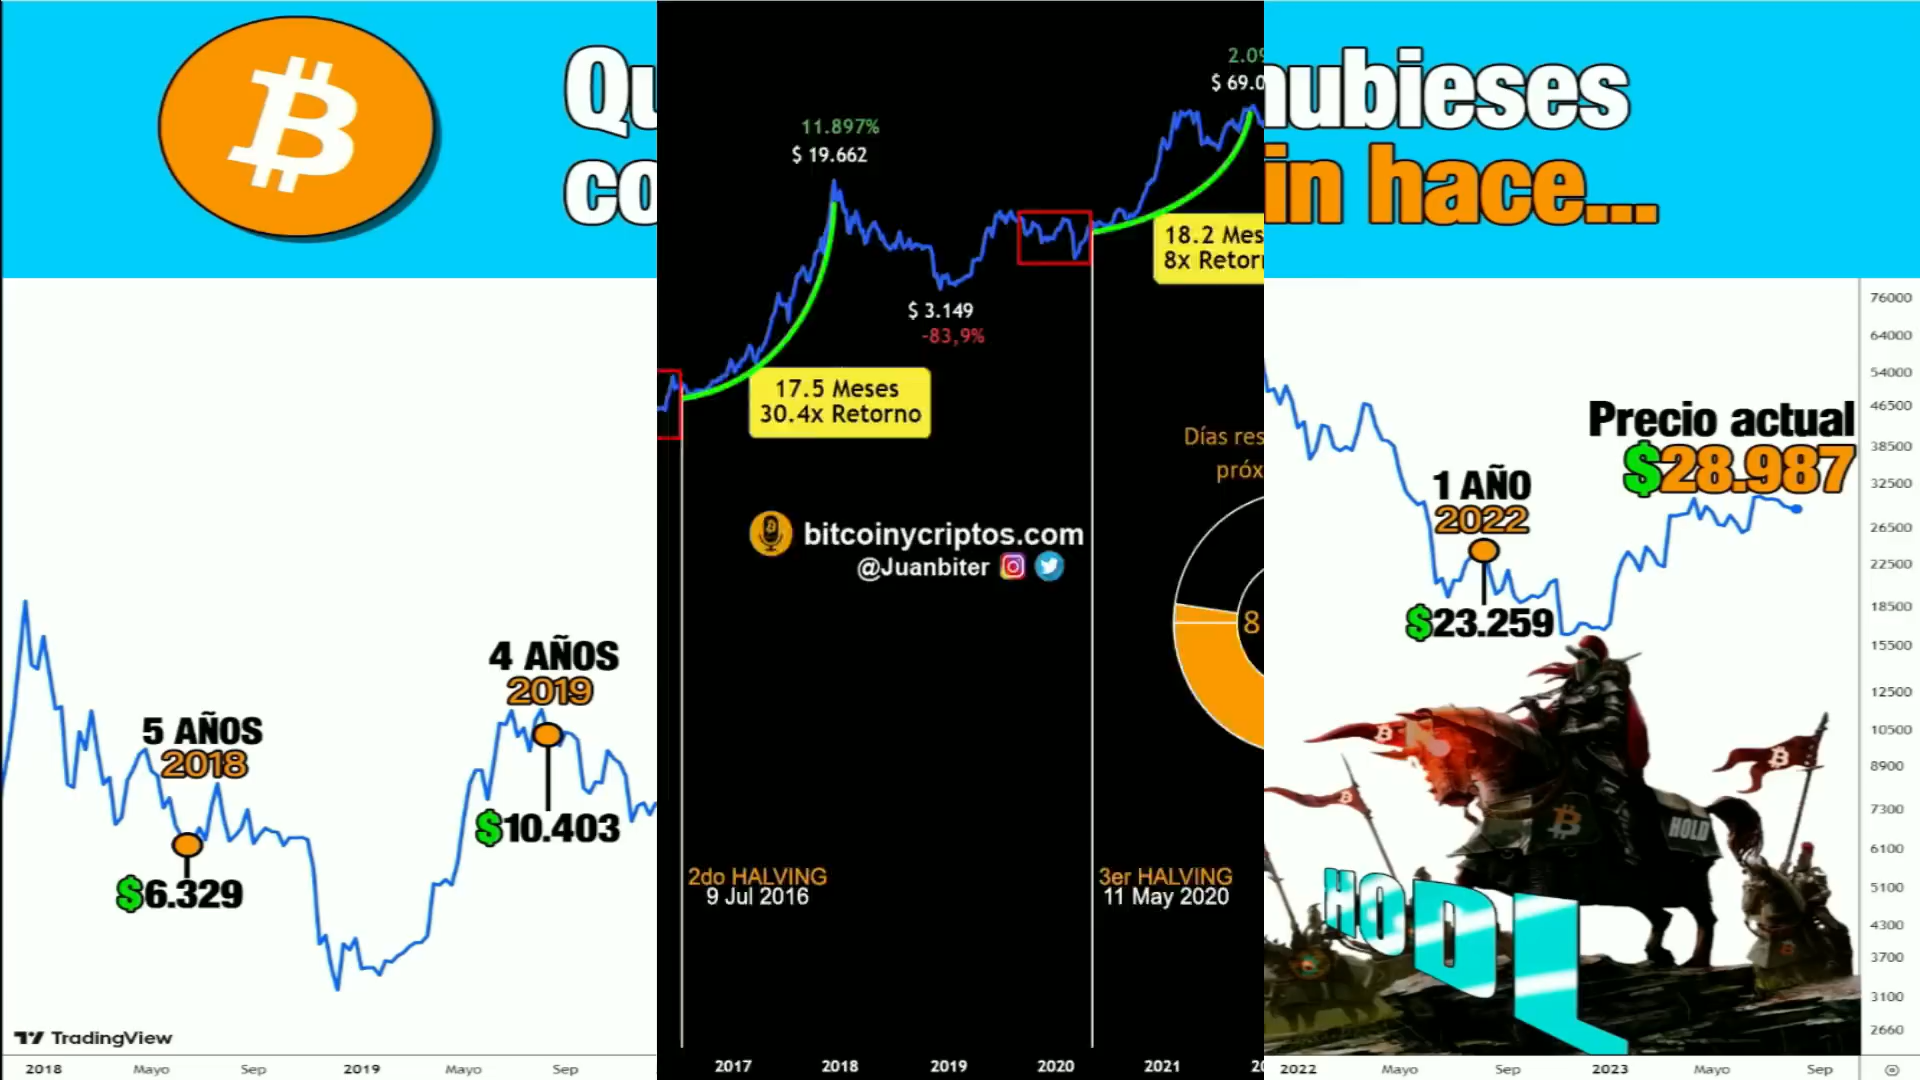 Qu
co
5 AÑOS
2018
$6.329
4 AÑOS
2019
$10.403
TradingView
2018
Mayo
Sep
2019
Mayo
Sep
11.897%
$ 19.662
2.09
$ 69.0
18.2 Mes
8x Retor
$ 3.149
-83,9%
17.5 Meses
30.4x Retorno
Días res
próx
8
bitcoinycriptos.com
@Juanbiter
2do HALVING
9 Jul 2016
3er HALVING
11 May 2020
2017
2018
2019
2020
2021
2
hubieses
in hace...
Precio actual
$28.987
1 AÑO
2022
$23.259
HOLD
HODL
76000
64000
54000
46500
38500
32500
26500
22500
18500
15500
12500
10500
8900
7300
6100
5100
4300
3700
3100
2660
2022
Mayo
Sep
2023
Mayo
Sep